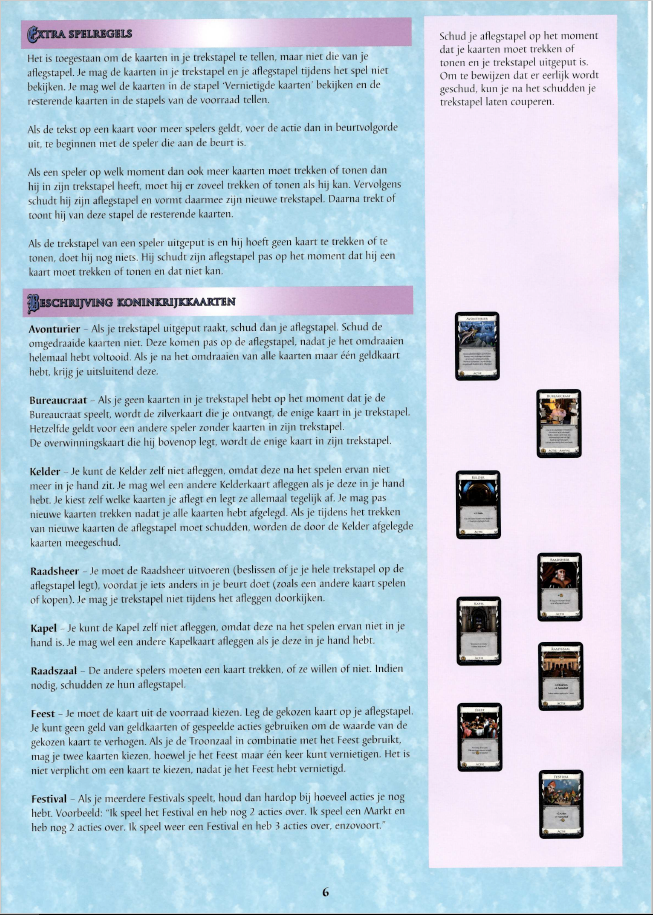 Extra spelregels
Het is toegestaan om de kaarten in je trekstapel te tellen, maar niet die van je
aflegstapel. Je mag de kaarten in je trekstapel en je aflegstapel tijdens het spel niet
bekijken. Je mag wel de kaarten in de stapel 'Vernietigde kaarten' bekijken en de
resterende kaarten in de stapels van de voorraad tellen.
Als de tekst op een kaart voor meer spelers geldt, voer de actie dan in beurtvolgorde
uit, te beginnen met de speler die aan de beurt is.
Als een speler op welk moment dan ook meer kaarten moet trekken of tonen dan
hij in zijn trekstapel heeft, moet hij er zoveel trekken of tonen als hij kan. Vervolgens
schudt hij zijn aflegstapel en vormt daarmee zijn nieuwe trekstapel. Daarna trekt of
toont hij van deze stapel de resterende kaarten.
Als de trekstapel van een speler uitgeput is en hij hoeft geen kaart te trekken of te
tonen, doet hij nog niets. Hij schudt zijn aflegstapel pas op het moment dat hij een
kaart moet trekken of tonen en dat niet kan.
Schud je aflegstapel op het moment
dat je kaarten moet trekken of
tonen en je trekstapel uitgeput is.
Om te bewijzen dat er eerlijk wordt
geschud, kun je na het schudden je
trekstapel laten couperen.
Beschrijving koninkrijkkaarten
Avonturier – Als je trekstapel uitgeput raakt, schud dan je aflegstapel. Schud de
omgedraaide kaarten niet. Deze komen pas op de aflegstapel, nadat je het omdraaien
helemaal hebt voltooid. Als je na het omdraaien van alle kaarten maar één geldkaart
hebt, krijg je uitsluitend deze.
Bureaucraat – Als je geen kaarten in je trekstapel hebt op het moment dat je de
Bureaucraat speelt, wordt de zilverkaart die je ontvangt, de enige kaart in je trekstapel.
Hetzelfde geldt voor een andere speler zonder kaarten in zijn trekstapel.
De overwinningskaart die hij bovenop legt, wordt de enige kaart in zijn trekstapel.
Kelder – Je kunt de Kelder zelf niet afleggen, omdat deze na het spelen ervan niet
meer in je hand zit. Je mag wel een andere Kelderkaart afleggen als je deze in je hand
hebt. Je kiest zelf welke kaarten je aflegt en legt ze allemaal tegelijk af. Je mag pas
nieuwe kaarten trekken nadat je alle kaarten hebt afgelegd. Als je tijdens het trekken
van nieuwe kaarten de aflegstapel moet schudden, worden de door de Kelder afgelegde
kaarten meegeschud.
Raadsheer – Je moet de Raadsheer uitvoeren (beslissen of je je hele trekstapel op de
aflegstapel legt), voordat je iets anders in je beurt doet (zoals een andere kaart spelen
of kopen). Je mag je trekstapel niet tijdens het afleggen doorkijken.
Kapel – Je kunt de Kapel zelf niet afleggen, omdat deze na het spelen ervan niet in je
hand is. Je mag wel een andere Kapelkaart afleggen als je deze in je hand hebt.
Raadszaal – De andere spelers moeten een kaart trekken, of ze willen of niet. Indien
nodig, schudden ze hun aflegstapel.
Feest – Je moet de kaart uit de voorraad kiezen. Leg de gekozen kaart op je aflegstapel.
Je kunt geen geld van geldkaarten of gespeelde acties gebruiken om de waarde van de
gekozen kaart te verhogen. Als je de Troonzaal in combinatie met het Feest gebruikt,
mag je twee kaarten kiezen, hoewel je het Feest maar één keer kunt vernietigen. Het is
niet verplicht om een kaart te kiezen, nadat je het Feest hebt vernietigd.
Festival – Als je meerdere Festivals speelt, houd dan hardop bij hoeveel acties je nog
hebt. Voorbeeld: "Ik speel het Festival en heb nog 2 acties over. Ik speel een Markt en
heb nog 2 acties over. Ik speel weer een Festival en heb 3 acties over, enzovoort."
6